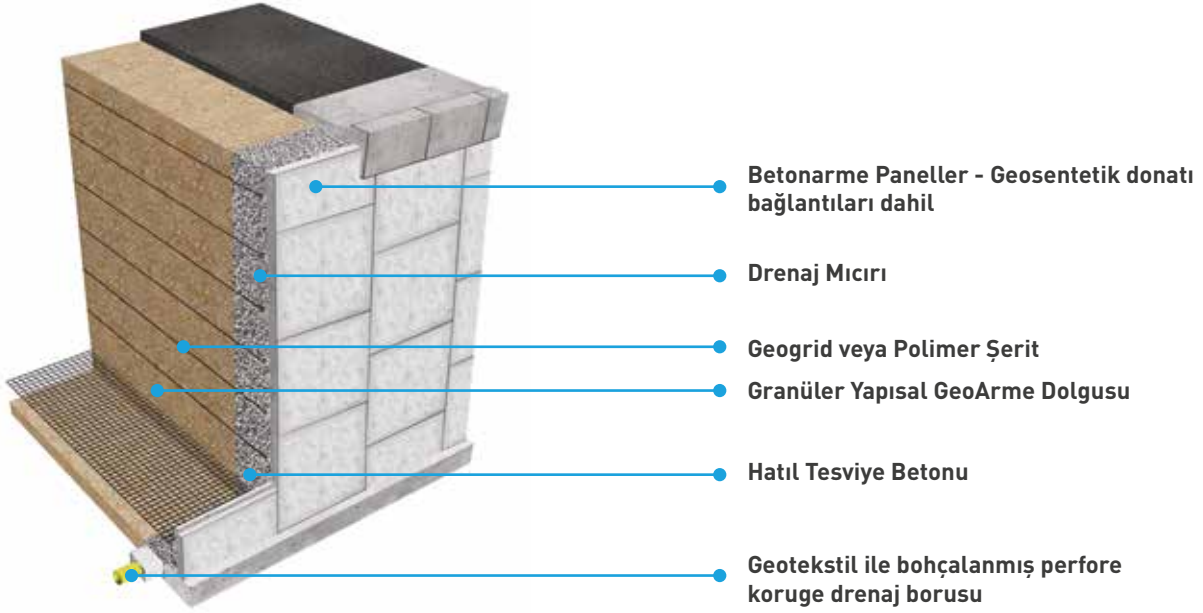 Betonarme Paneller - Geosentetik donatı
bağlantıları dahil
Drenaj Mıcırı
Geogrid veya Polimer Şerit
Granüler Yapısal GeoArme Dolgusu
Hatıl Tesviye Betonu
Geotekstil ile bohçalanmış perfore
koruge drenaj borusu